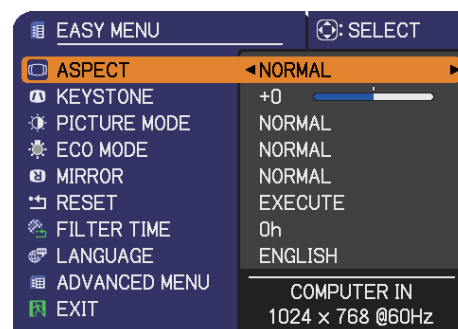 EASY MENU : SELECT
ASPECT NORMAL
KEYSTONE +0
PICTURE MODE NORMAL
ECO MODE NORMAL
MIRROR NORMAL
RESET EXECUTE
FILTER TIME 0h
LANGUAGE ENGLISH
ADVANCED MENU
EXIT
COMPUTER IN
1024 x 768 @60Hz